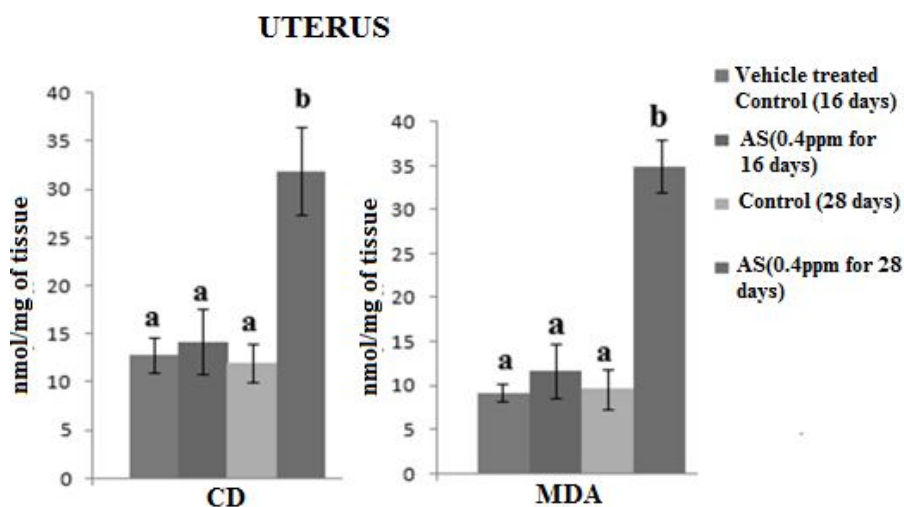 UTERUS
nmol/mg of tissue
40
35
30
25
20
15
10
5
0
a
a
a
b
CD
nmol/mg of tissue
40
35
30
25
20
15
10
5
0
a
a
a
b
MDA
Vehicle treated
Control (16 days)
AS(0.4ppm for
16 days)
Control (28 days)
AS(0.4ppm for 28
days)